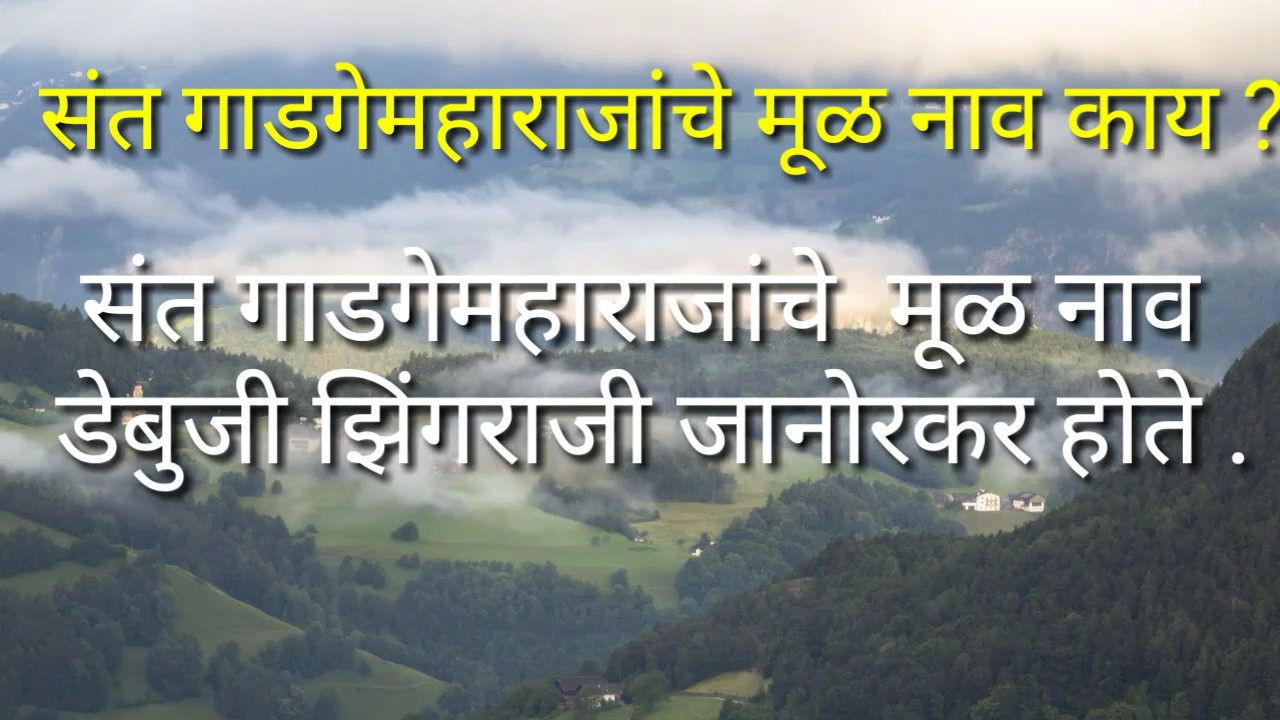 संत गाडगेमहाराजांचे मूळ नाव काय ?
संत गाडगेमहाराजांचे मूळ नाव
डेबुजी झिंगराजी जानोरकर होते .